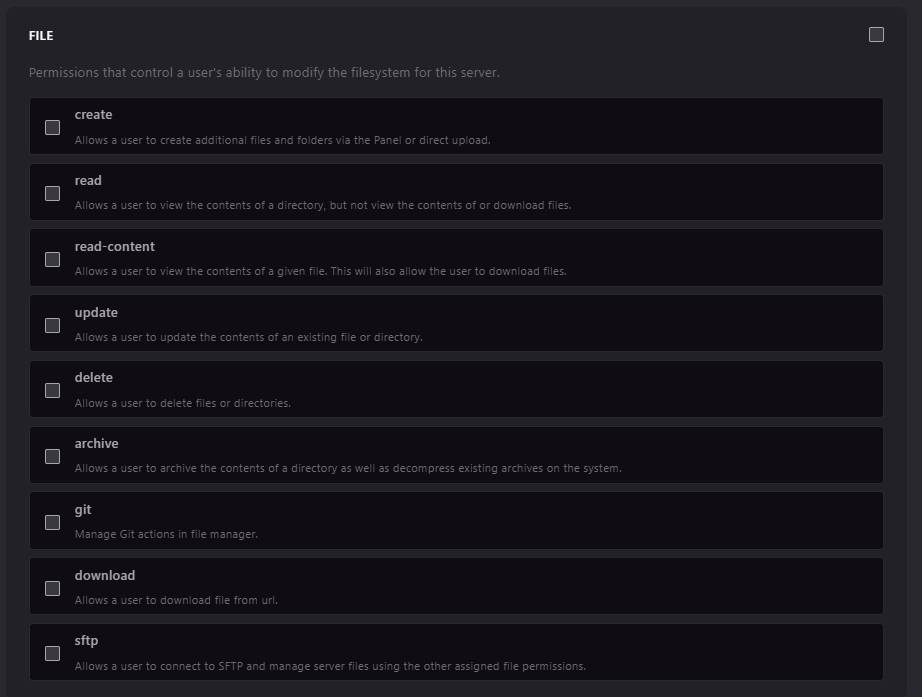 FILE
Permissions that control a user's ability to modify the filesystem for this server.
create
Allows a user to create additional files and folders via the Panel or direct upload.
read
Allows a user to view the contents of a directory, but not view the contents of or download files.
read-content
Allows a user to view the contents of a given file. This will also allow the user to download files.
update
Allows a user to update the contents of an existing file or directory.
delete
Allows a user to delete files or directories.
archive
Allows a user to archive the contents of a directory as well as decompress existing archives on the system.
git
Manage Git actions in file manager.
download
Allows a user to download file from url.
sftp
Allows a user to connect to SFTP and manage server files using the other assigned file permissions.